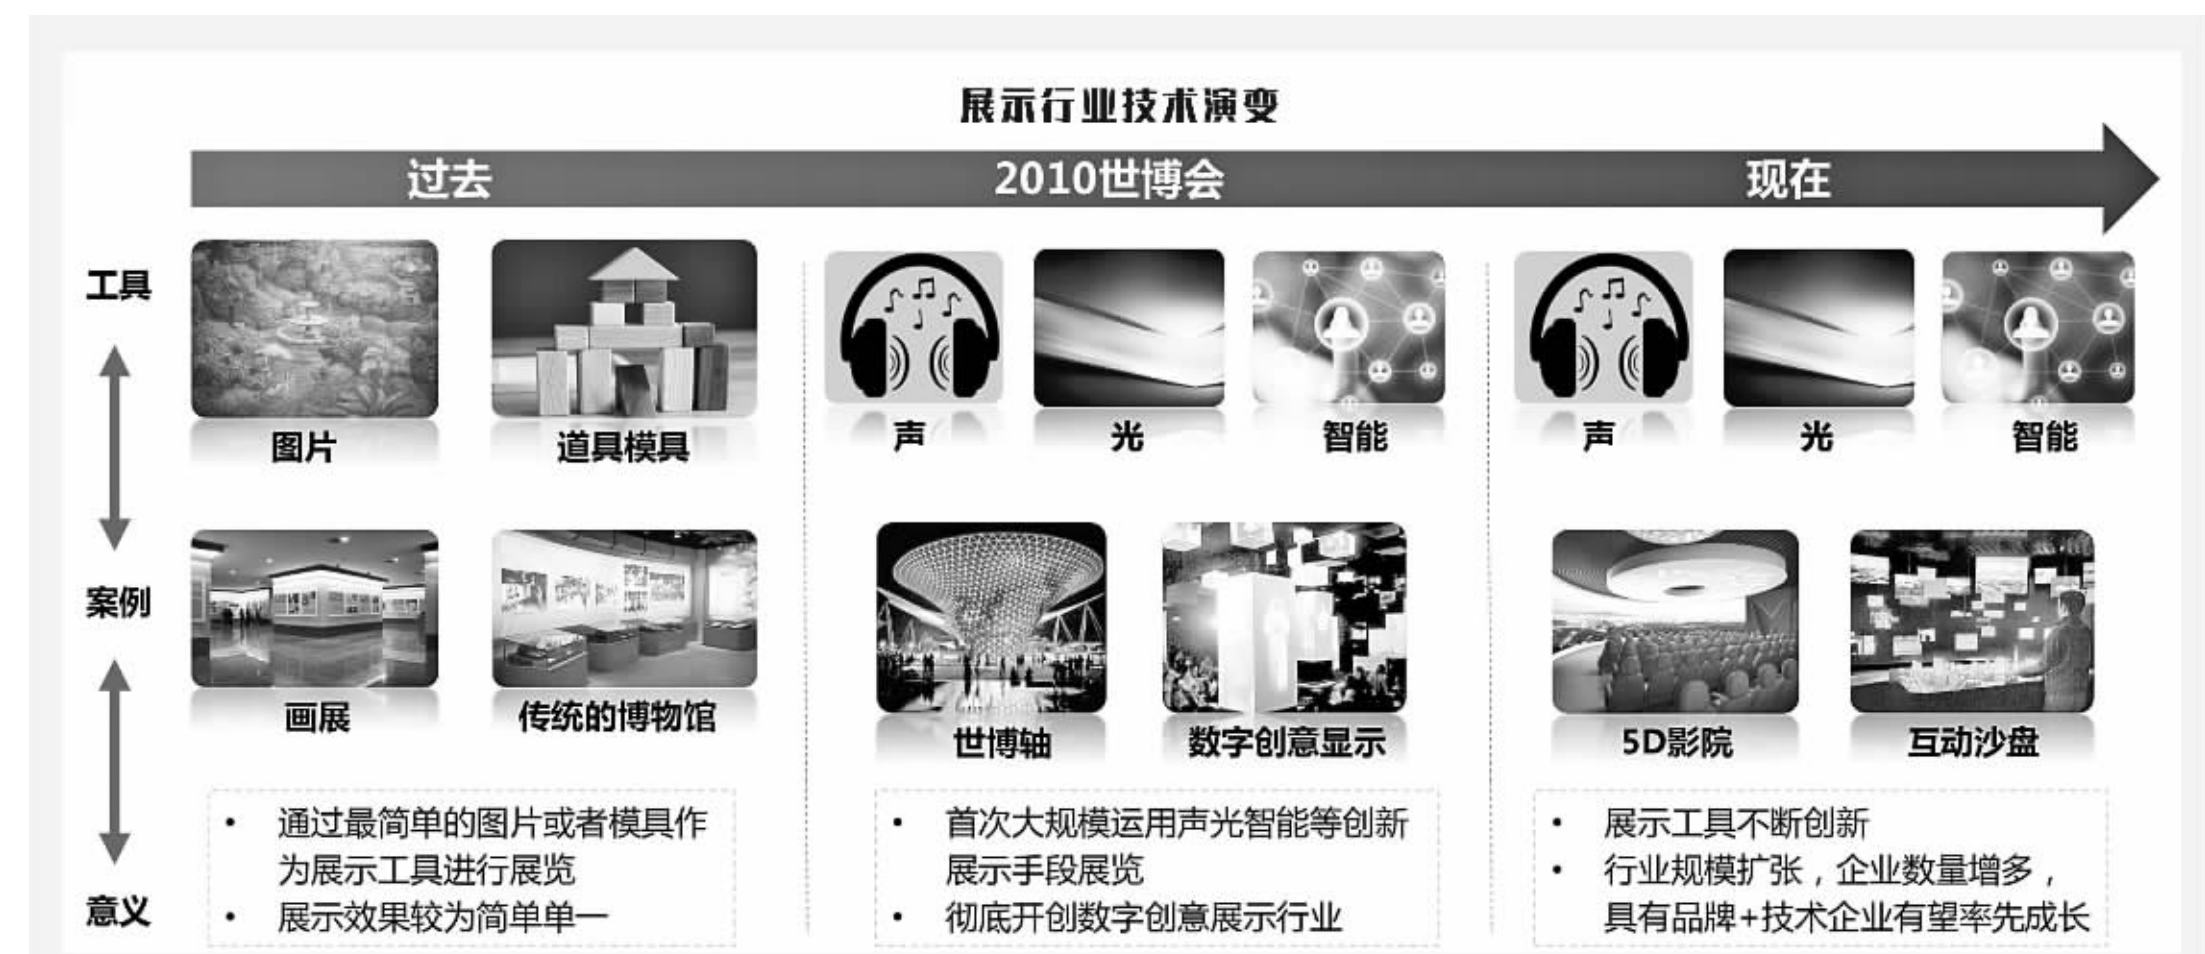 展示行业技术演变
过去
2010世博会
现在
工具
图片
道具模具
声
光
智能
声
光
智能
案例
画展
传统的博物馆
世博轴
数字创意显示
5D影院
互动沙盘
意义
• 通过最简单的图片或者模具作
为展示工具进行展览
• 展示效果较为简单单一
• 首次大规模运用声光智能等创新
展示手段展览
• 彻底开创数字创意展示行业
• 展示工具不断创新
• 行业规模扩张，企业数量增多，
具有品牌+技术企业有望率先成长